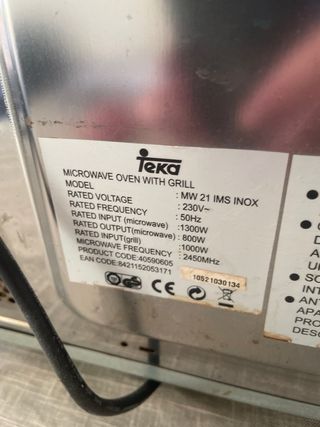 Teka
MICROWAVE OVEN WITH GRILL
MODEL : MW 21 IMS INOX
RATED VOLTAGE : 230V~
RATED FREQUENCY : 50Hz
RATED INPUT (microwave) : 1300W
RATED OUTPUT(microwave) : 800W
RATED INPUT(grill) : 1000W
MICROWAVE FREQUENCY : 2450MHz
PRODUCT CODE:40590605
EAN CODE:8421152053171
10521030134
CE